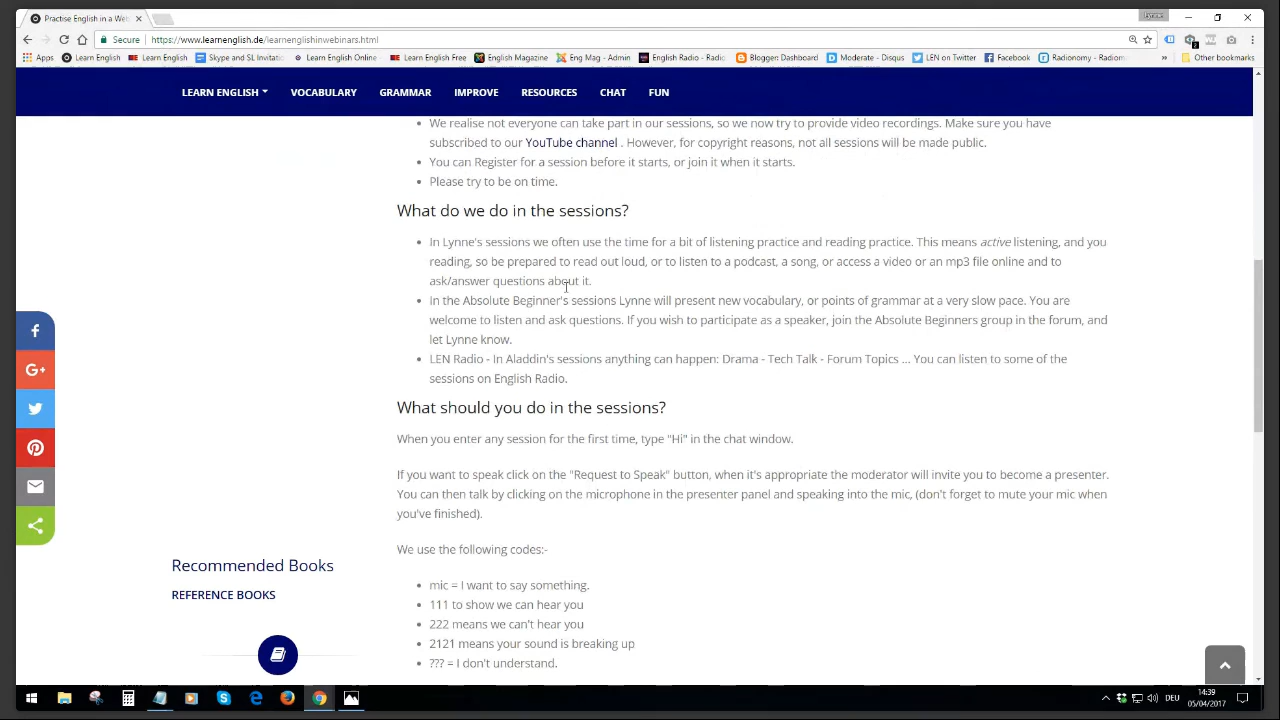 Practise English in a Web
Secure
https://www.learnenglish.de/learnenglishinwebinars.html
Apps
Learn English
Learn English
Skype and SL Invitatic
Learn English Online
Learn English Free
English Magazine
Eng Mag - Admin
English Radio - Radio
Blogger: Dashboard
Moderate - Disqus
LEN on Twitter
Facebook
Radionomy - Radiom
»
Other bookmarks
LEARN ENGLISH
VOCABULARY
GRAMMAR
IMPROVE
RESOURCES
CHAT
FUN
We realise not everyone can take part in our sessions, so we now try to provide video recordings. Make sure you have
subscribed to our YouTube channel . However, for copyright reasons, not all sessions will be made public.
You can Register for a session before it starts, or join it when it starts.
Please try to be on time.
What do we do in the sessions?
In Lynne's sessions we often use the time for a bit of listening practice and reading practice. This means active listening, and you
reading, so be prepared to read out loud, or to listen to a podcast, a song, or access a video or an mp3 file online and to
ask/answer questions about it.
In the Absolute Beginner's sessions Lynne will present new vocabulary, or points of grammar at a very slow pace. You are
welcome to listen and ask questions. If you wish to participate as a speaker, join the Absolute Beginners group in the forum, and
let Lynne know.
LEN Radio - In Aladdin's sessions anything can happen: Drama - Tech Talk - Forum Topics ... You can listen to some of the
sessions on English Radio.
What should you do in the sessions?
When you enter any session for the first time, type "Hi" in the chat window.
If you want to speak click on the "Request to Speak" button, when it's appropriate the moderator will invite you to become a presenter.
You can then talk by clicking on the microphone in the presenter panel and speaking into the mic, (don't forget to mute your mic when
you've finished).
We use the following codes:-
mic = I want to say something.
111 to show we can hear you
222 means we can't hear you
2121 means your sound is breaking up
??? = I don't understand.
Recommended Books
REFERENCE BOOKS
DEU
14:39
05/04/2017